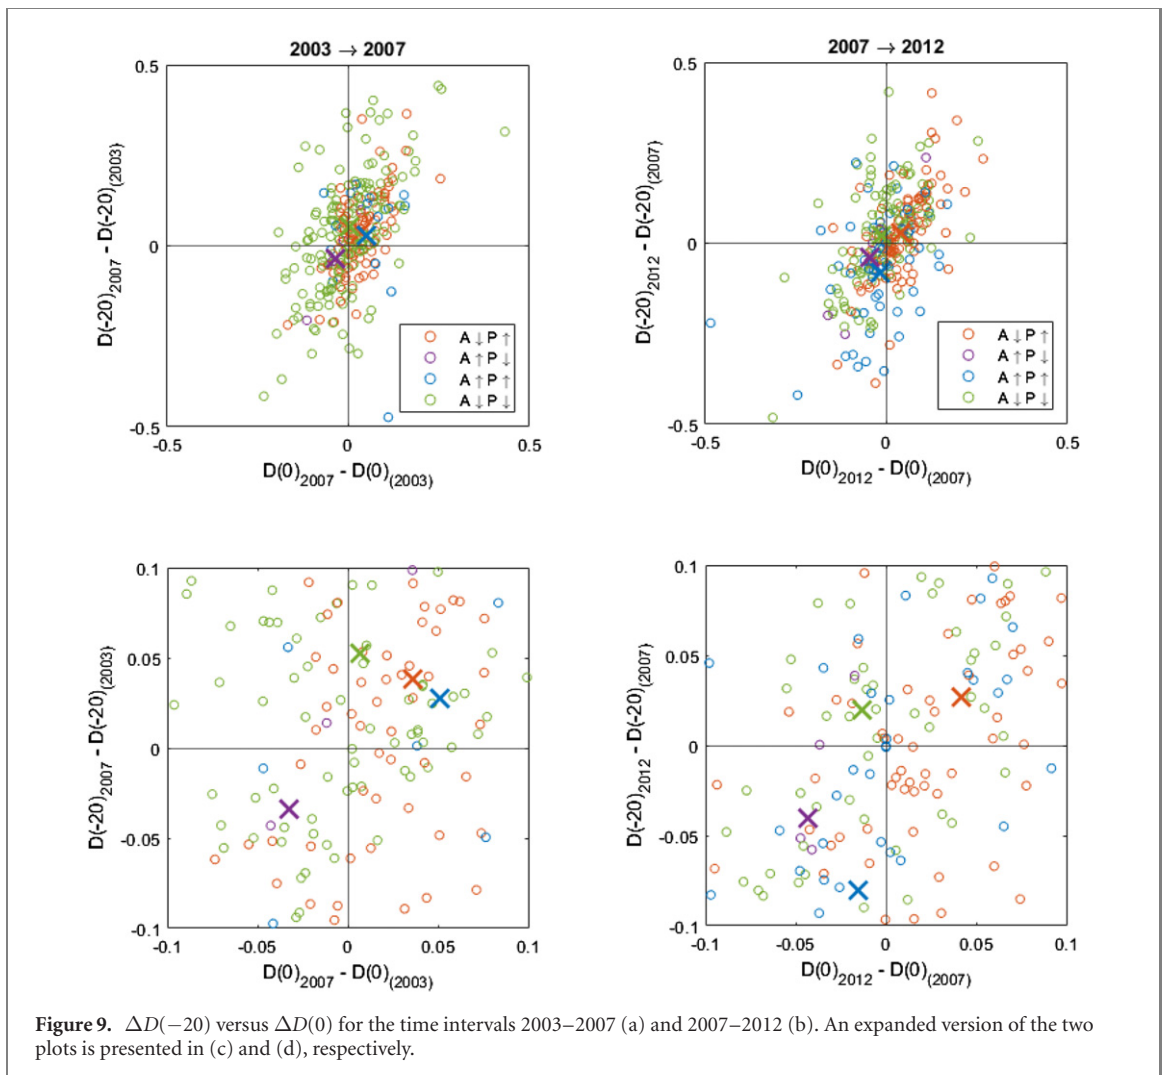 2003 → 2007
0.5
0
-0.5
-0.5
0
0.5
D(-20)2007 - D(-20)(2003)
D(0)2007 - D(0)(2003)
A ↓ P ↑
A ↑ P ↓
A ↑ P ↑
A ↓ P ↓
2007 → 2012
0.5
0
-0.5
-0.5
0
0.5
D(-20)2012 - D(-20)(2007)
D(0)2012 - D(0)(2007)
A ↓ P ↑
A ↑ P ↓
A ↑ P ↑
A ↓ P ↓
0.1
0.05
0
-0.05
-0.1
-0.1
-0.05
0
0.05
0.1
D(-20)2007 - D(-20)(2003)
D(0)2007 - D(0)(2003)
0.1
0.05
0
-0.05
-0.1
-0.1
-0.05
0
0.05
0.1
D(-20)2012 - D(-20)(2007)
D(0)2012 - D(0)(2007)
Figure 9. ΔD(−20) versus ΔD(0) for the time intervals 2003–2007 (a) and 2007–2012 (b). An expanded version of the two
plots is presented in (c) and (d), respectively.